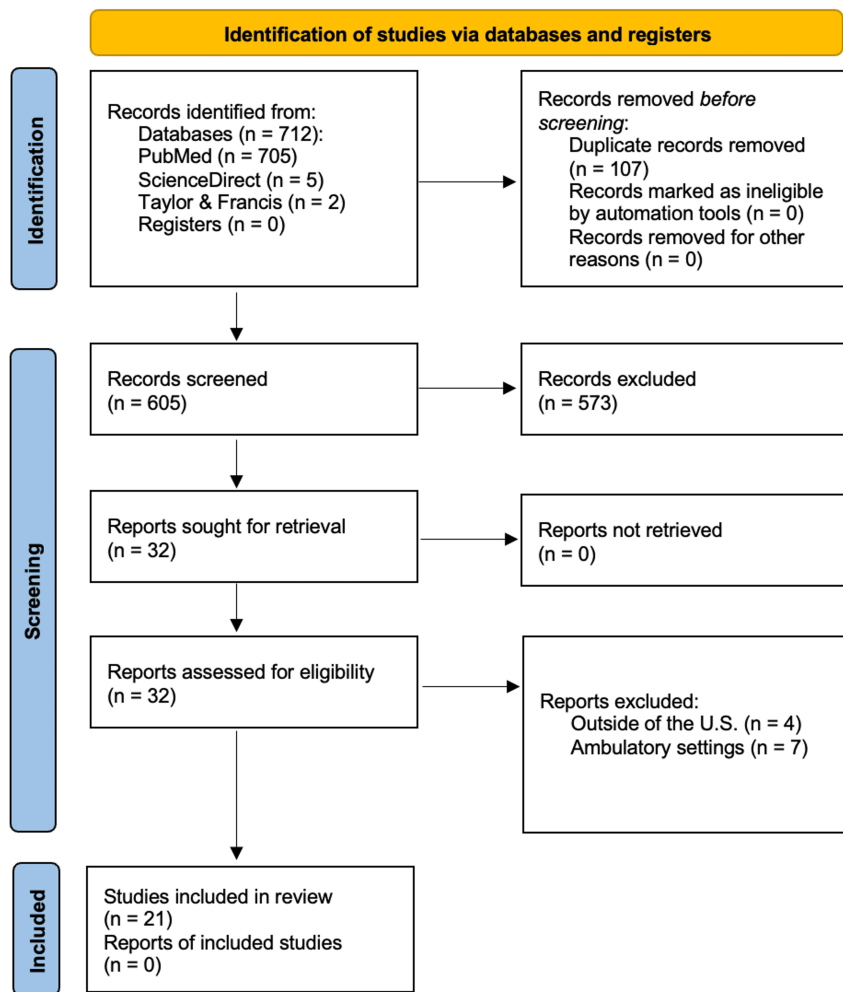 Identification of studies via databases and registers
Identification
Records identified from:
Databases (n = 712):
PubMed (n = 705)
ScienceDirect (n = 5)
Taylor & Francis (n = 2)
Registers (n = 0)
Records removed before
screening:
Duplicate records removed
(n = 107)
Records marked as ineligible
by automation tools (n = 0)
Records removed for other
reasons (n = 0)
Screening
Records screened
(n = 605)
Records excluded
(n = 573)
Reports sought for retrieval
(n = 32)
Reports not retrieved
(n = 0)
Reports assessed for eligibility
(n = 32)
Reports excluded:
Outside of the U.S. (n = 4)
Ambulatory settings (n = 7)
Included
Studies included in review
(n = 21)
Reports of included studies
(n = 0)